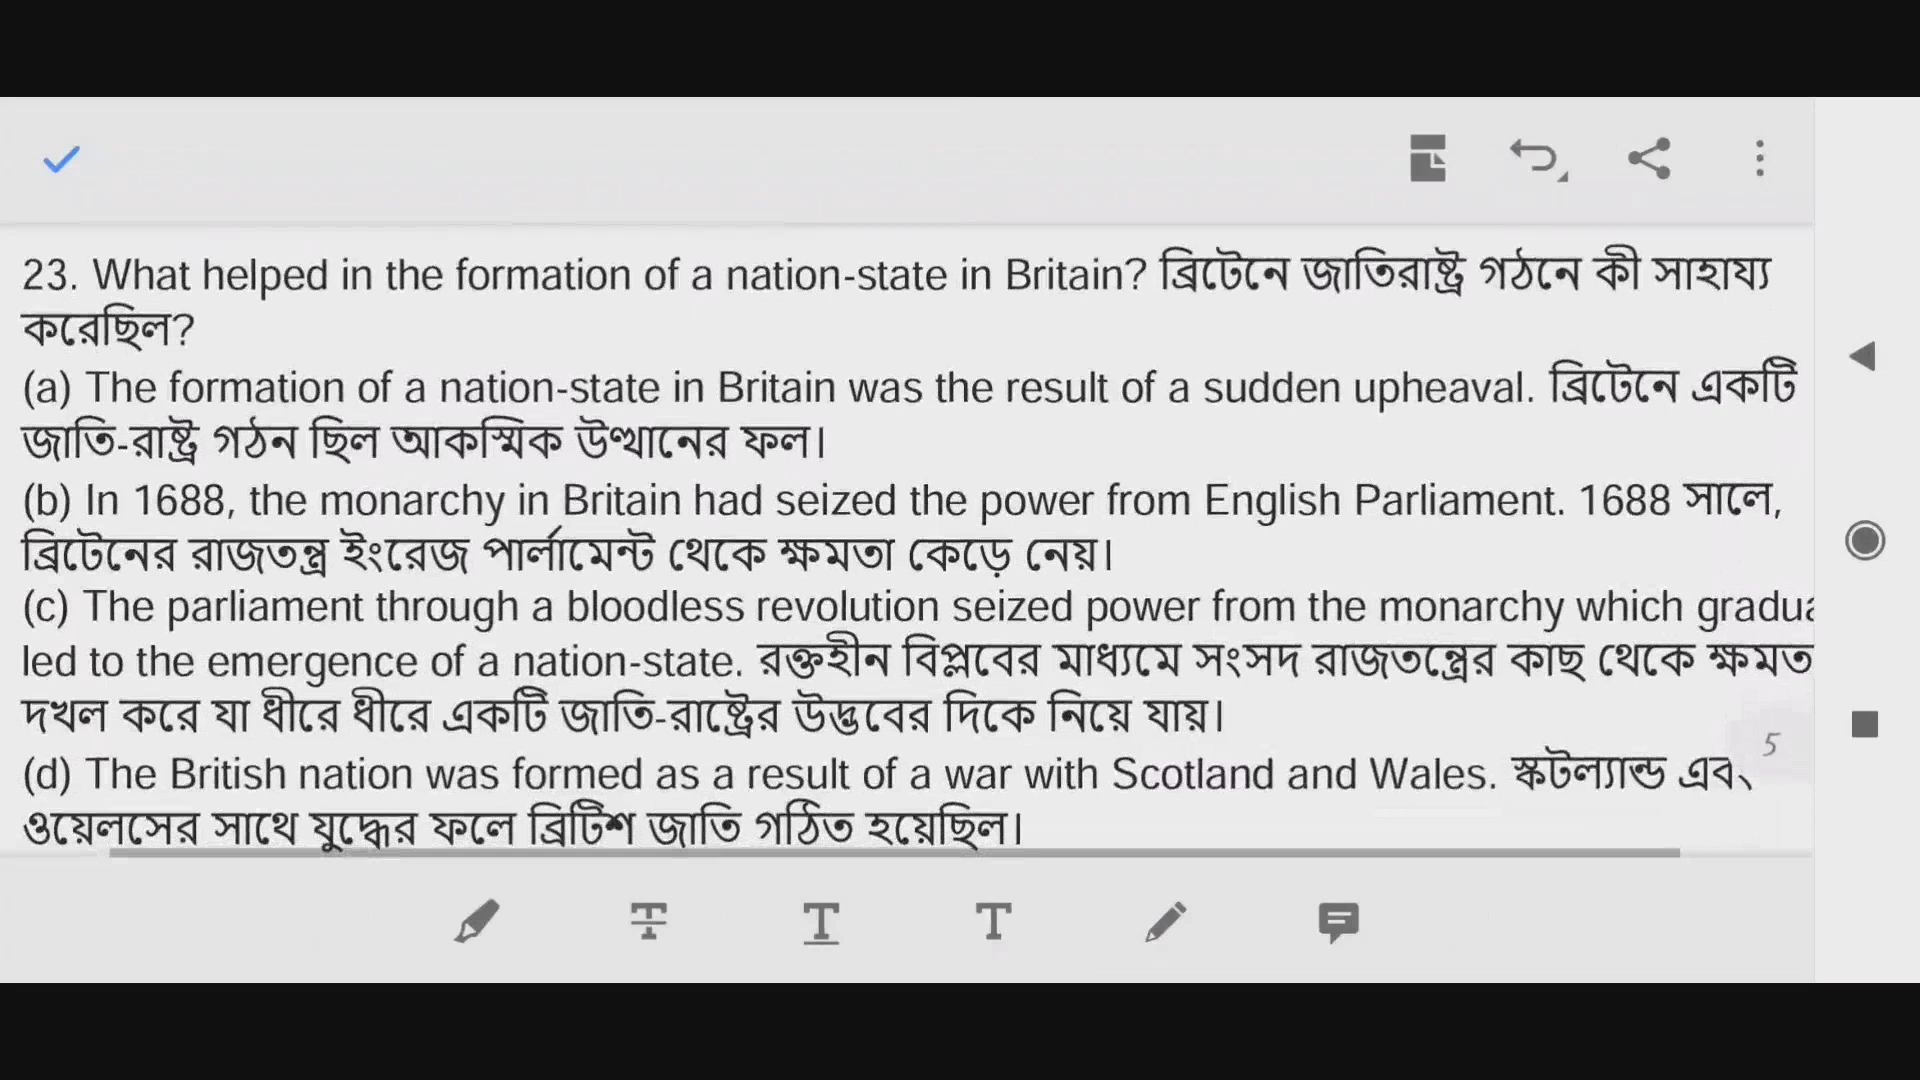 23. What helped in the formation of a nation-state in Britain? ব্রিটেনে জাতিরাষ্ট্র গঠনে কী সাহায্য
করেছিল?
(a) The formation of a nation-state in Britain was the result of a sudden upheaval. ব্রিটেনে একটি
জাতি-রাষ্ট্র গঠন ছিল আকস্মিক উত্থানের ফল।
(b) In 1688, the monarchy in Britain had seized the power from English Parliament. 1688 সালে,
ব্রিটেনের রাজতন্ত্র ইংরেজ পার্লামেন্ট থেকে ক্ষমতা কেড়ে নেয়।
(c) The parliament through a bloodless revolution seized power from the monarchy which
led to the emergence of a nation-state. রক্তহীন বিপ্লবের মাধ্যমে সংসদ রাজতন্ত্রের কাছ থেকে
দখল করে যা ধীরে ধীরে একটি জাতি-রাষ্ট্রের উদ্ভবের দিকে নিয়ে যায়।
5
(d) The British nation was formed as a result of a war with Scotland and Wales. স্কটল্যান্ড এবং
ওয়েলসের সাথে যুদ্ধের ফলে ব্রিটিশ জাতি গঠিত হয়েছিল।